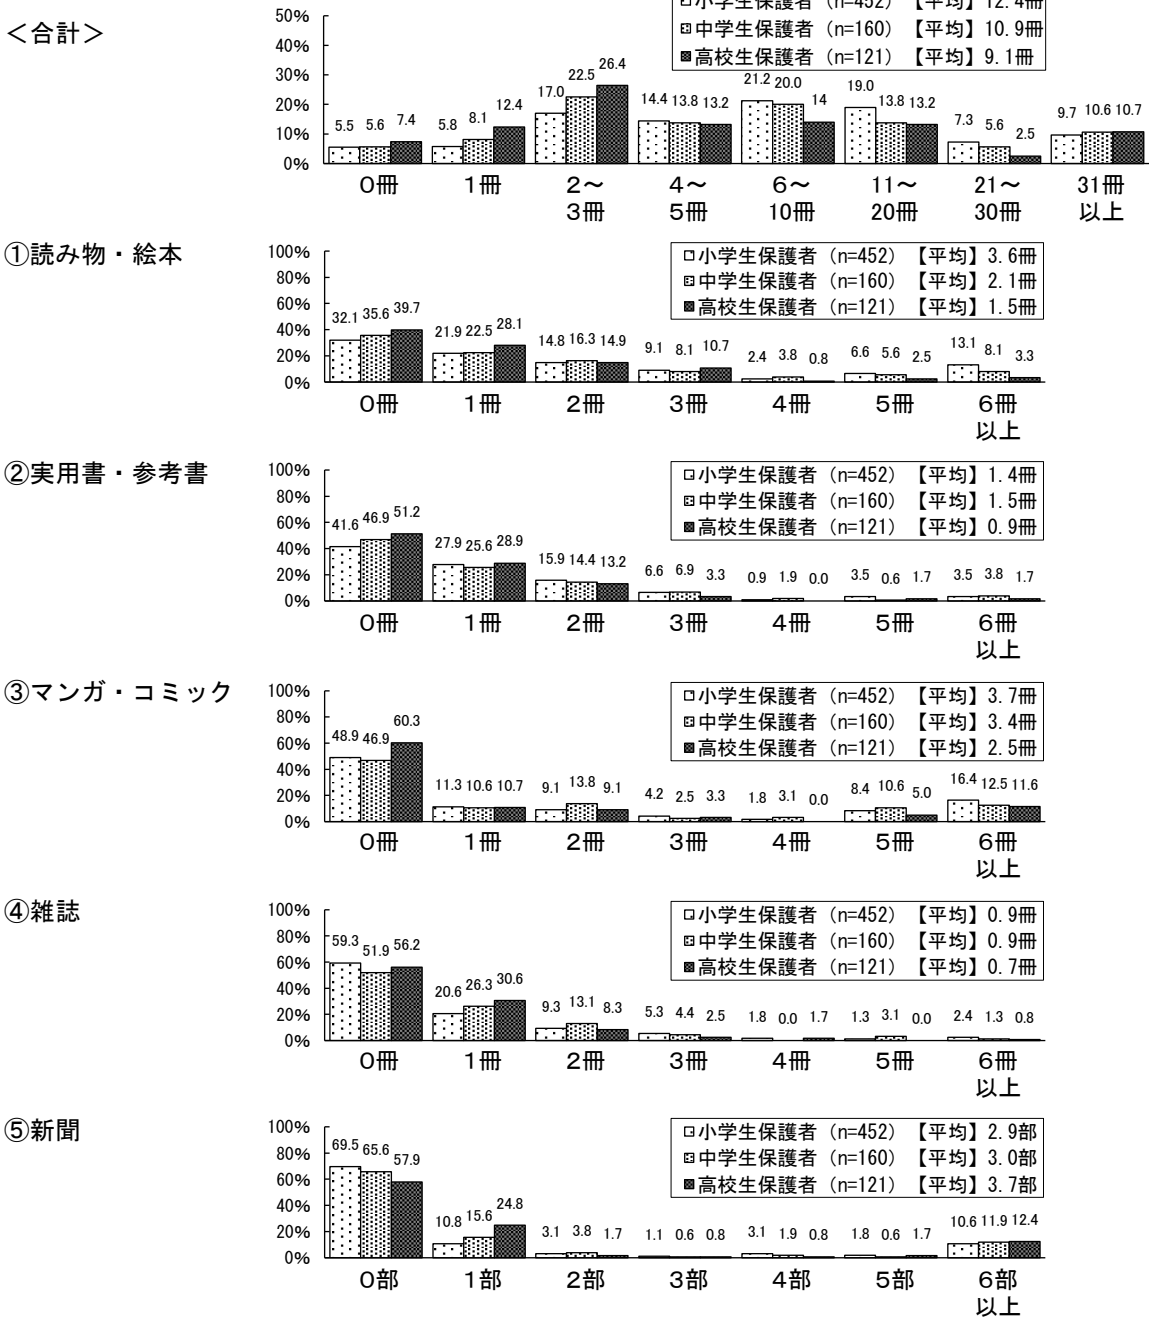 ＜合計＞
小学生保護者（n=452）【平均】12.4冊
中学生保護者（n=160）【平均】10.9冊
高校生保護者（n=121）【平均】9.1冊
50%
40%
30%
20%
10%
0%
5.5 5.6 7.4 5.8 8.1 12.4 17.0 22.5 26.4 14.4 13.8 13.2 21.2 20.0 14 19.0 13.8 13.2 7.3 5.6 2.5 9.7 10.6 10.7
０冊 １冊 ２～３冊 ４～５冊 ６～10冊 11～20冊 21～30冊 31冊以上
①読み物・絵本
小学生保護者（n=452）【平均】3.6冊
中学生保護者（n=160）【平均】2.1冊
高校生保護者（n=121）【平均】1.5冊
100%
80%
60%
40%
20%
0%
32.1 35.6 39.7 21.9 22.5 28.1 14.8 16.3 14.9 9.1 8.1 10.7 2.4 3.8 0.8 6.6 5.6 2.5 13.1 8.1 3.3
０冊 １冊 ２冊 ３冊 ４冊 ５冊 ６冊以上
②実用書・参考書
小学生保護者（n=452）【平均】1.4冊
中学生保護者（n=160）【平均】1.5冊
高校生保護者（n=121）【平均】0.9冊
100%
80%
60%
40%
20%
0%
41.6 46.9 51.2 27.9 25.6 28.9 15.9 14.4 13.2 6.6 6.9 3.3 0.9 1.9 0.0 3.5 0.6 1.7 3.5 3.8 1.7
０冊 １冊 ２冊 ３冊 ４冊 ５冊 ６冊以上
③マンガ・コミック
小学生保護者（n=452）【平均】3.7冊
中学生保護者（n=160）【平均】3.4冊
高校生保護者（n=121）【平均】2.5冊
100%
80%
60%
40%
20%
0%
48.9 46.9 60.3 11.3 10.6 10.7 9.1 13.8 9.1 4.2 2.5 3.3 1.8 3.1 0.0 8.4 10.6 5.0 16.4 12.5 11.6
０冊 １冊 ２冊 ３冊 ４冊 ５冊 ６冊以上
④雑誌
小学生保護者（n=452）【平均】0.9冊
中学生保護者（n=160）【平均】0.9冊
高校生保護者（n=121）【平均】0.7冊
100%
80%
60%
40%
20%
0%
59.3 51.9 56.2 20.6 26.3 30.6 9.3 13.1 8.3 5.3 4.4 2.5 1.8 0.0 1.7 1.3 3.1 0.0 2.4 1.3 0.8
０冊 １冊 ２冊 ３冊 ４冊 ５冊 ６冊以上
⑤新聞
小学生保護者（n=452）【平均】2.9部
中学生保護者（n=160）【平均】3.0部
高校生保護者（n=121）【平均】3.7部
100%
80%
60%
40%
20%
0%
69.5 65.6 57.9 10.8 15.6 24.8 3.1 3.8 1.7 1.1 0.6 0.8 3.1 1.9 0.8 1.8 0.6 1.7 10.6 11.9 12.4
０部 １部 ２部 ３部 ４部 ５部 ６部以上